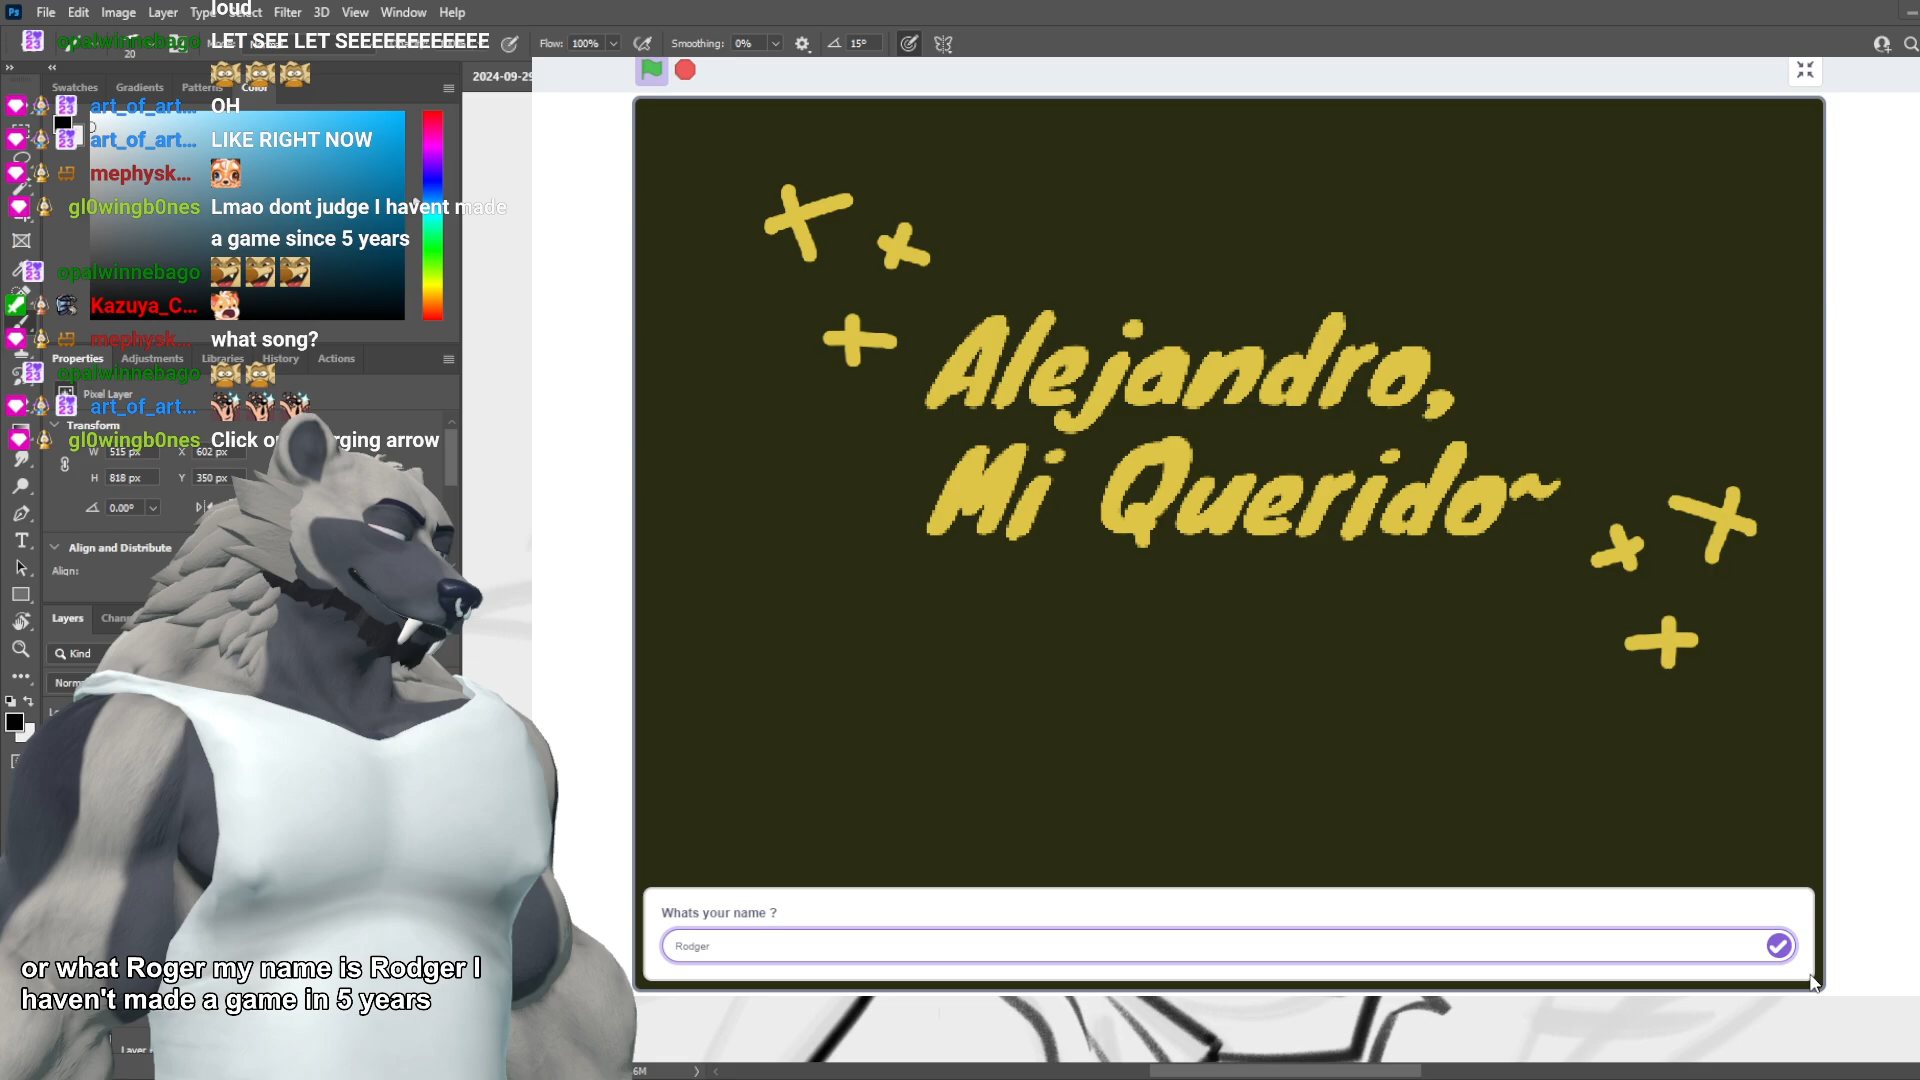 File Edit Image Layer Type Select Filter 3D View Window Help
loud
opalwinnebago LET SEE LET SEEEEEEEEEEEE
20
Flow: 100%
Smoothing: 0%
15°
2024-09-29
Swatches Gradients Patterns Color
art_of_art... OH
art_of_art... LIKE RIGHT NOW
mephysk...
gl0wingb0nes Lmao dont judge I havent made
a game since 5 years
opalwinnebago
Kazuya_C...
mephysk... what song?
Properties Adjustments Libraries History Actions
opalwinnebago
Pixel Layer
art_of_art...
Transform
gl0wingb0nes Click
arrow
W 515 px X 602 px
H 818 px Y 350 px
0.00°
Align and Distribute
Align:
Layers
Kind
Alejandro,
Mi Querido~
Whats your name ?
Rodger
or what Roger my name is Rodger I
haven't made a game in 5 years